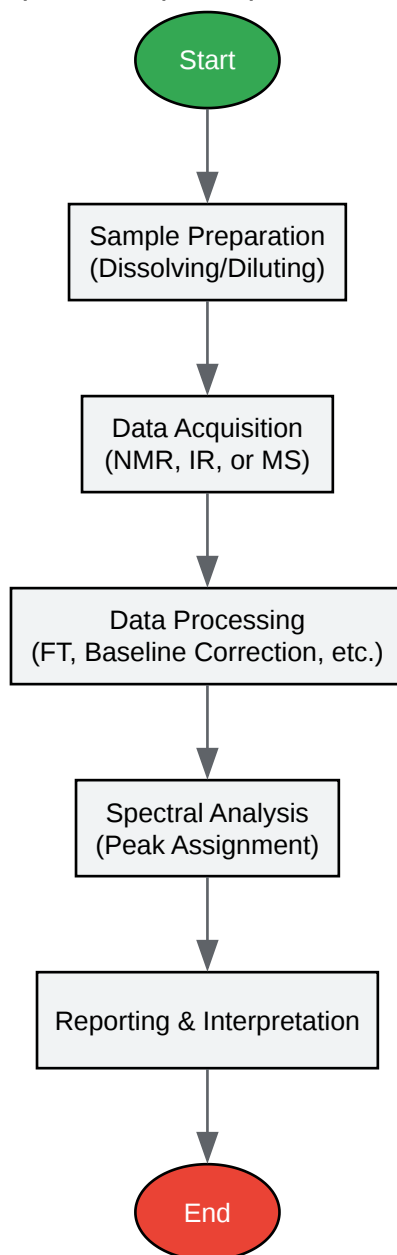 Start
Sample Preparation
(Dissolving/Diluting)
Data Acquisition
(NMR, IR, or MS)
Data Processing
(FT, Baseline Correction, etc.)
Spectral Analysis
(Peak Assignment)
Reporting & Interpretation
End